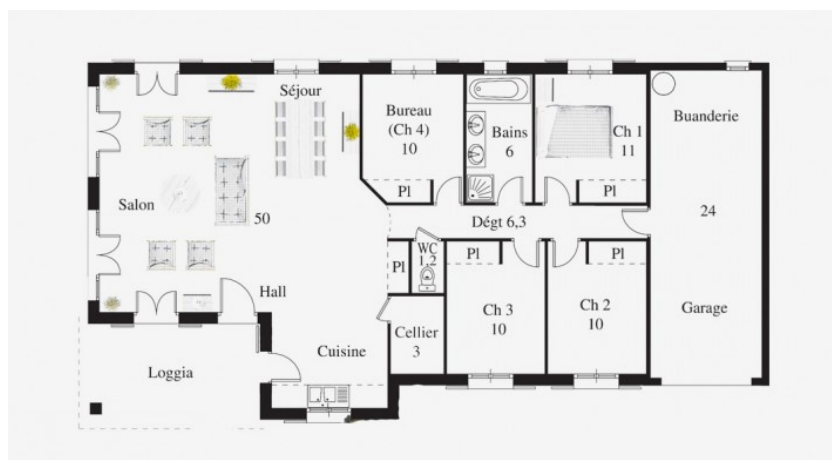 Séjour
Bureau
(Ch 4)
10
Bains
6
Ch 1
11
Buanderie
Pl
Pl
Salon
50
Dégt 6,3
24
WC
1,2
Pl
Pl
Pl
Hall
Ch 3
10
Ch 2
10
Garage
Cellier
3
Cuisine
Loggia